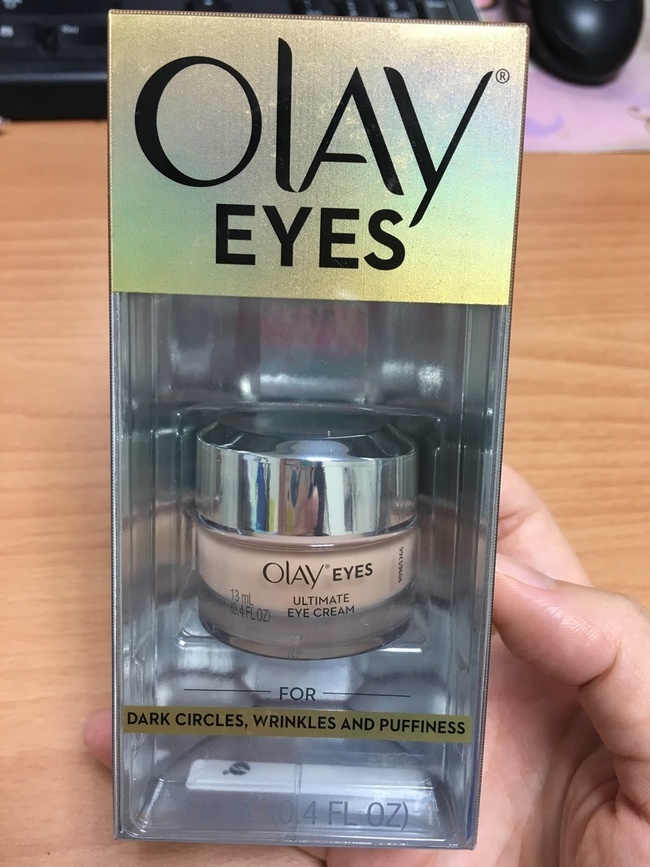 OLAY®
EYES
OLAY® EYES
13 mL
(0.4 FL OZ)
ULTIMATE
EYE CREAM
FOR
DARK CIRCLES, WRINKLES AND PUFFINESS
(0.4 FL OZ)